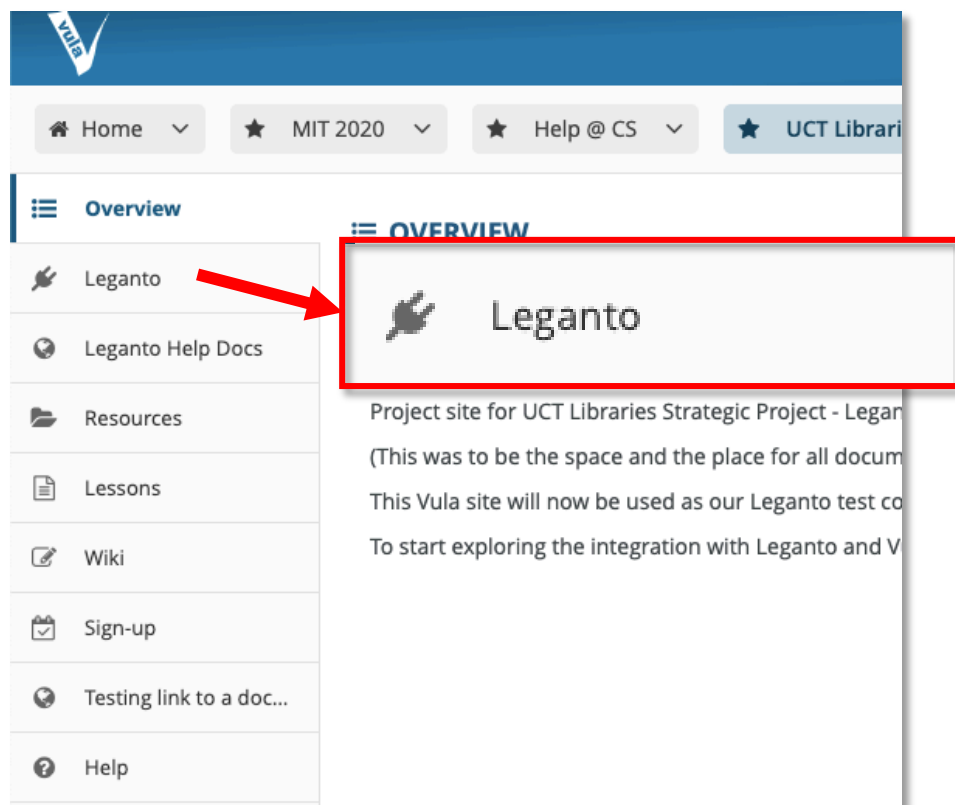 vula
Home
MIT 2020
Help @ CS
UCT Librari
Overview
OVERVIEW
Leganto
Leganto
Leganto Help Docs
Resources
Project site for UCT Libraries Strategic Project - Legan
(This was to be the space and the place for all docum
Lessons
This Vula site will now be used as our Leganto test co
To start exploring the integration with Leganto and V
Wiki
Sign-up
Testing link to a doc...
Help